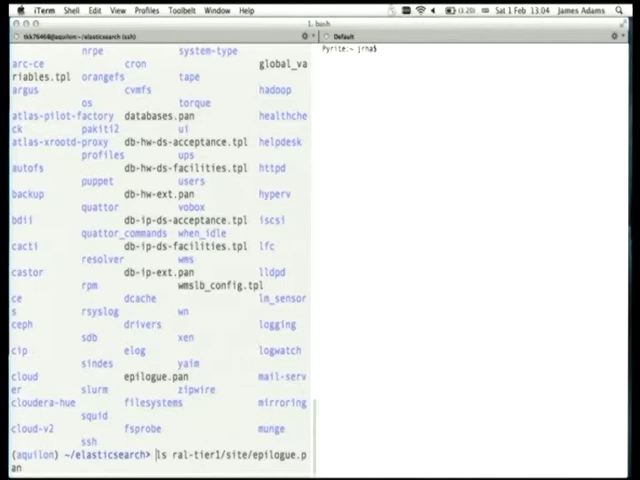 iTerm Shell Edit View Profiles Toolbelt Window Help (3:20) Sat 1 Feb 13:04 James Adams
1. bash
tkk76468@aquilon:~/elasticsearch (ssh)
Default
nrpe system-type
arc-ce cron global_va
riables.tpl orangefs tape
argus cvmfs hadoop
os torque
atlas-pilot-factory databases.pan healthche
ck pakiti2 ui
atlas-xrootd-proxy db-hw-ds-acceptance.tpl helpdesk
profiles ups
autofs db-hw-ds-facilities.tpl httpd
puppet users
backup db-hw-ext.pan hyperv
quattor vobox
bdii db-ip-ds-acceptance.tpl iscsi
quattor_commands when_idle
cacti db-ip-ds-facilities.tpl lfc
resolver wms
castor db-ip-ext.pan lldpd
rpm wmslb_config.tpl
ce dcache lm_sensor
s rsyslog wn
ceph drivers logging
sdb xen
cip elog logwatch
sindes yaim
cloud epilogue.pan mail-serv
er slurm zipwire
cloudera-hue filesystems mirroring
squid
cloud-v2 fsprobe munge
ssh
(aquilon) ~/elasticsearch> ls ral-tier1/site/epilogue.p
an
Pyrite:~ jrha$